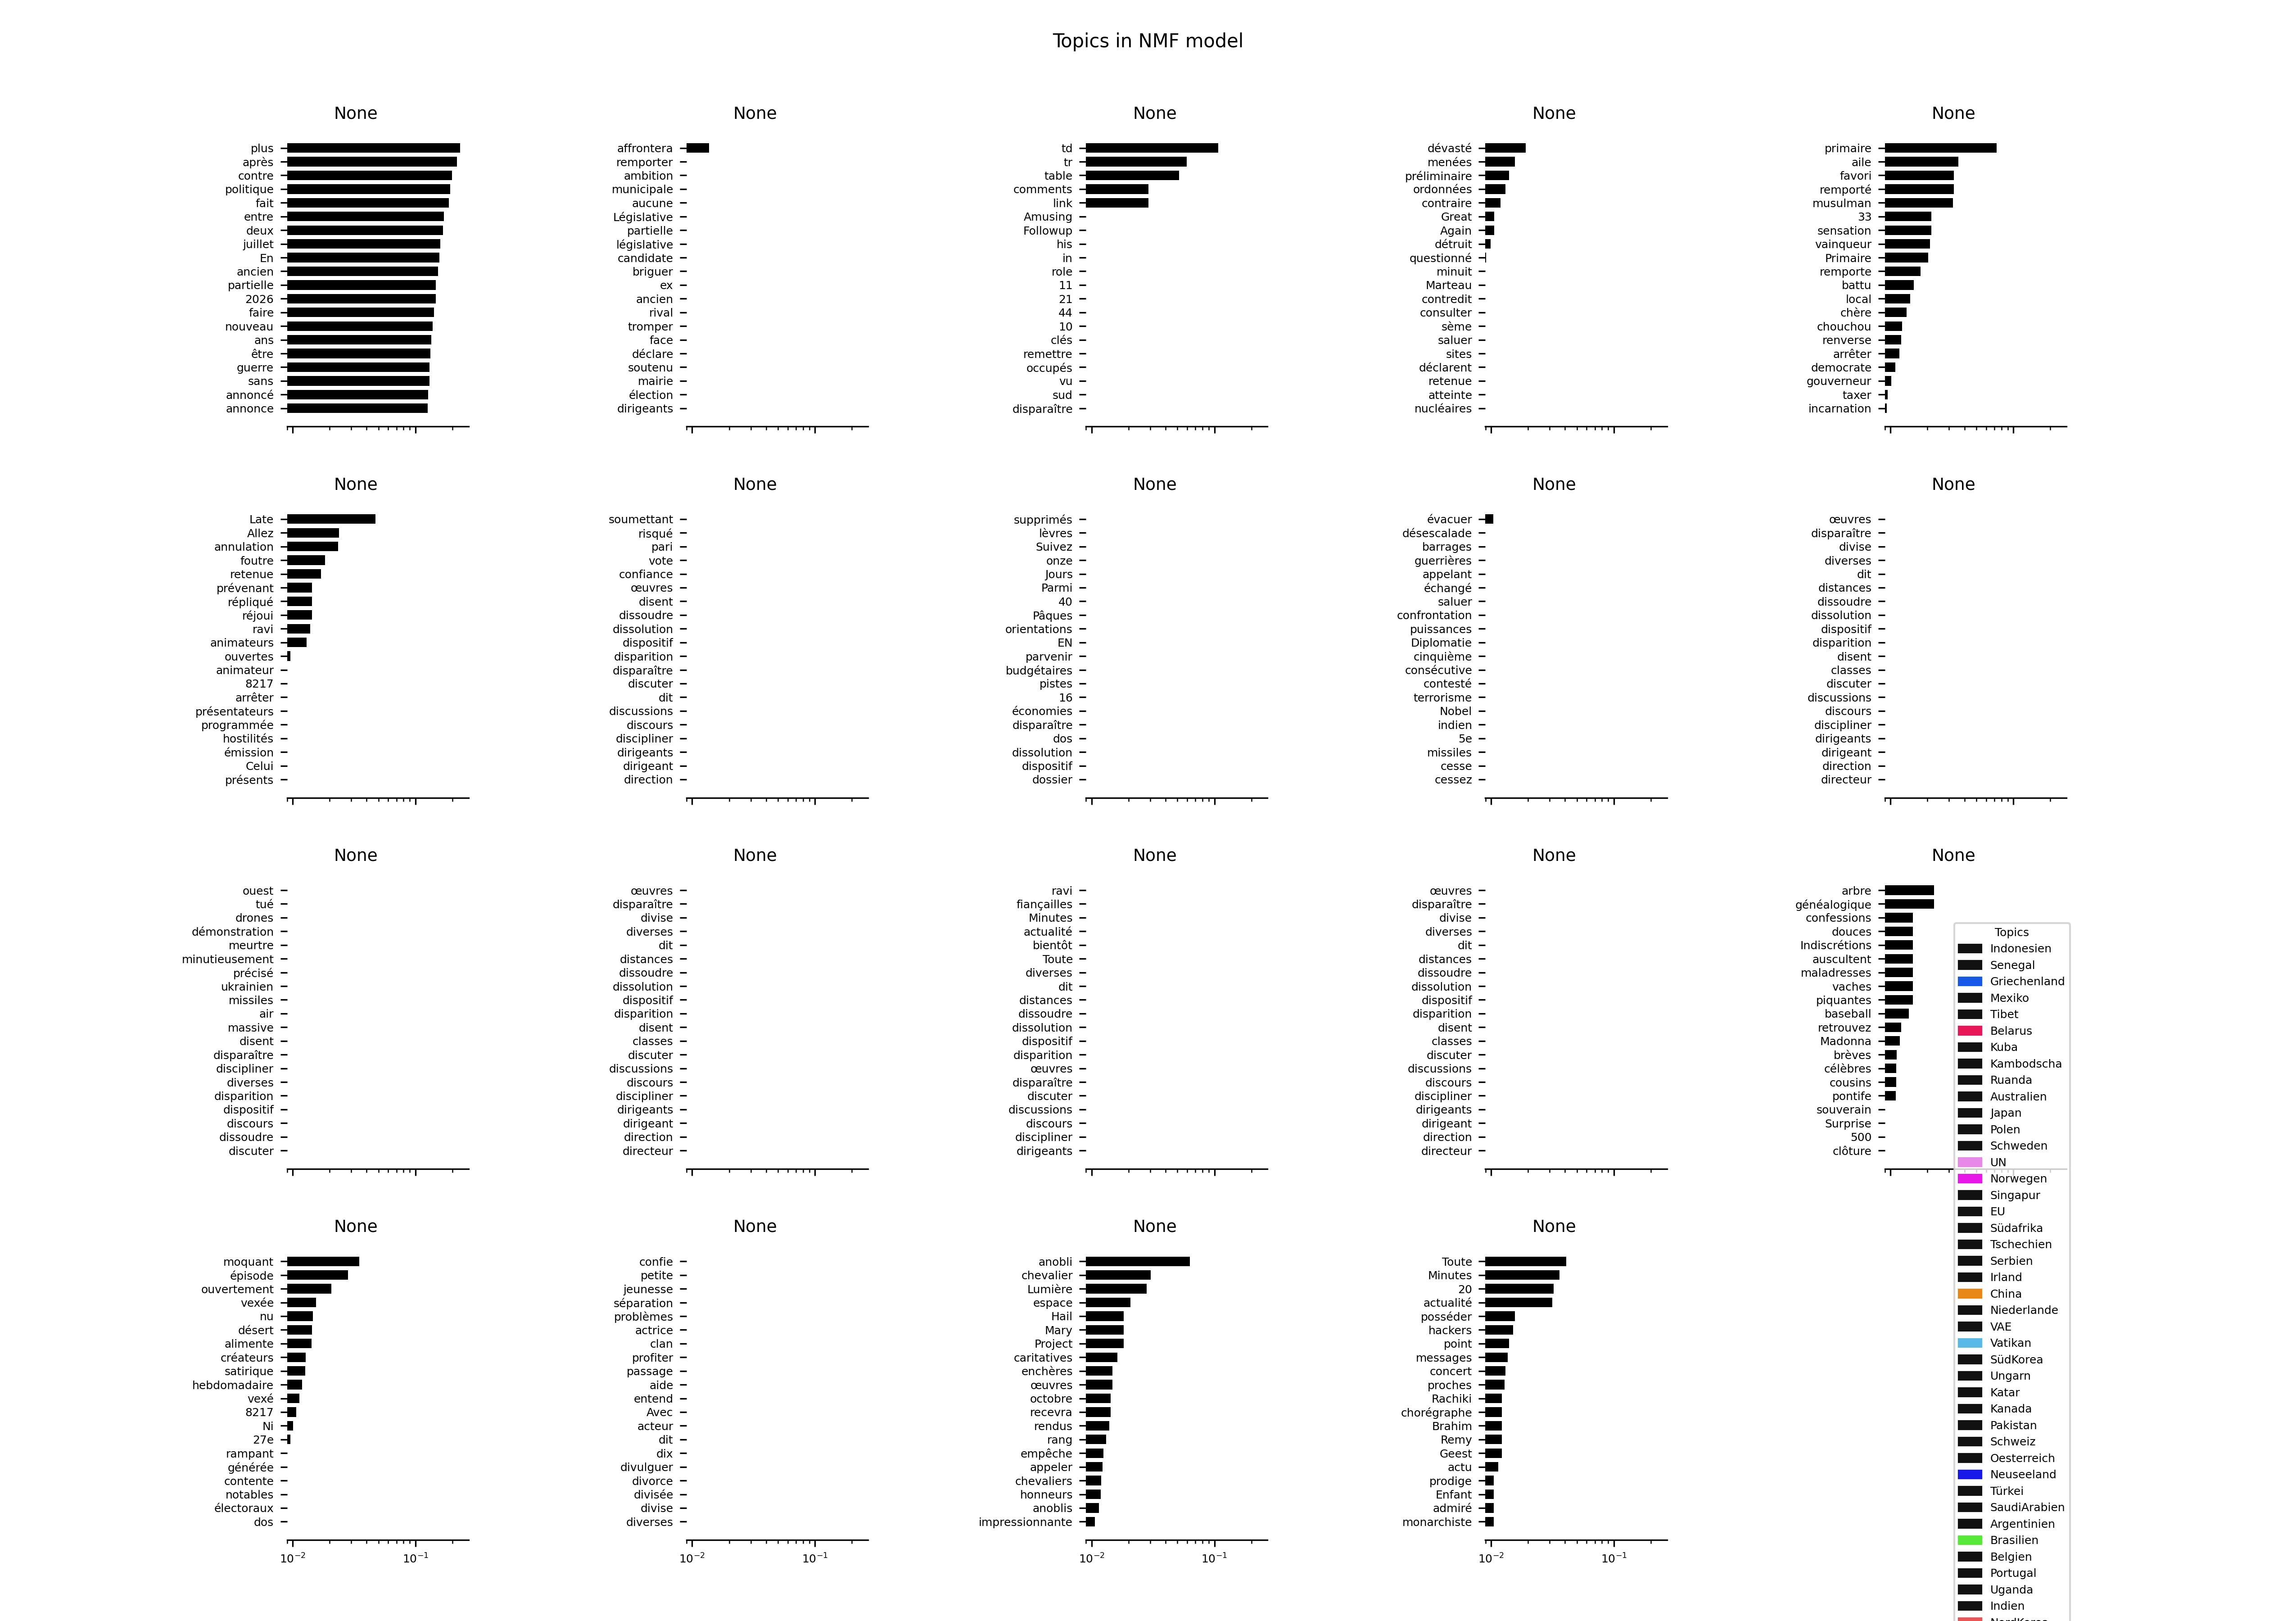 Topics in NMF model
None
plus
après
contre
politique
fait
entre
deux
juillet
En
ancien
partielle
2026
faire
nouveau
ans
être
guerre
sans
annoncé
annonce
None
affrontera
remporter
ambition
municipale
aucune
Législative
partielle
législative
candidate
briguer
ex
ancien
rival
tromper
face
déclare
soutenu
mairie
élection
dirigeants
None
td
tr
table
comments
link
Amusing
Followup
his
in
role
11
21
44
10
clés
remettre
occupés
vu
sud
disparaître
None
dévasté
menées
préliminaire
ordonnées
contraire
Great
Again
détruit
questionné
minuit
Marteau
contredit
consulter
sème
saluer
sites
déclarent
retenue
atteinte
nucléaires
None
primaire
aile
favori
remporté
musulman
33
sensation
vainqueur
Primaire
remporte
battu
local
chère
chouchou
renverse
arrêter
democrate
gouverneur
taxer
incarnation
None
Late
Allez
annulation
foutre
retenue
prévenant
répliqué
réjoui
ravi
animateurs
ouvertes
animateur
8217
arrêter
présentateurs
programmée
hostilités
émission
Celui
présents
None
soumettant
risqué
pari
vote
confiance
œuvres
disent
dissoudre
dissolution
dispositif
disparition
disparaître
discuter
dit
discussions
discours
discipliner
dirigeants
dirigeant
direction
None
supprimés
lèvres
Suivez
onze
Jours
Parmi
40
Pâques
orientations
EN
parvenir
budgétaires
pistes
16
économies
disparaître
dos
dissolution
dispositif
dossier
None
évacuer
désescalade
barrages
guerrières
appelant
échangé
saluer
confrontation
puissances
Diplomatie
cinquième
consécutive
contesté
terrorisme
Nobel
indien
5e
missiles
cesse
cessez
None
œuvres
disparaître
divise
diverses
dit
distances
dissoudre
dissolution
dispositif
disparition
disent
classes
discuter
discussions
discours
discipliner
dirigeants
dirigeant
direction
directeur
None
ouest
tué
drones
démonstration
meurtre
minutieusement
précisé
ukrainien
missiles
air
massive
disent
disparaître
discipliner
diverses
disparition
dispositif
discours
dissoudre
discuter
None
œuvres
disparaître
divise
diverses
dit
distances
dissoudre
dissolution
dispositif
disparition
disent
classes
discuter
discussions
discours
discipliner
dirigeants
dirigeant
direction
directeur
None
ravi
fiançailles
Minutes
actualité
bientôt
Toute
diverses
dit
distances
dissoudre
dissolution
dispositif
disparition
œuvres
disparaître
discuter
discussions
discours
discipliner
dirigeants
None
œuvres
disparaître
divise
diverses
dit
distances
dissoudre
dissolution
dispositif
disparition
disent
classes
discuter
discussions
discours
discipliner
dirigeants
dirigeant
direction
directeur
None
arbre
généalogique
confessions
douces
Indiscrétions
auscultent
maladresses
vaches
piquantes
baseball
retrouvez
Madonna
brèves
célèbres
cousins
pontife
souverain
Surprise
500
clôture
None
moquant
épisode
ouvertement
vexée
nu
désert
alimente
créateurs
satirique
hebdomadaire
vexé
8217
Ni
27e
rampant
générée
contente
notables
électoraux
dos
10⁻² 10⁻¹
None
confie
petite
jeunesse
séparation
problèmes
actrice
clan
profiter
passage
aide
entend
Avec
acteur
dit
dix
divulguer
divorce
divisée
divise
diverses
10⁻² 10⁻¹
None
anobli
chevalier
Lumière
espace
Hail
Mary
Project
caritatives
enchères
œuvres
octobre
recevra
rendus
rang
empêche
appeler
chevaliers
honneurs
anoblis
impressionnante
10⁻² 10⁻¹
None
Toute
Minutes
20
actualité
posséder
hackers
point
messages
concert
proches
Rachiki
chorégraphe
Brahim
Remy
Geest
actu
prodige
Enfant
admiré
monarchiste
10⁻² 10⁻¹
Topics
Indonesien
Senegal
Griechenland
Mexiko
Tibet
Belarus
Kuba
Kambodscha
Ruanda
Australien
Japan
Polen
Schweden
UN
Norwegen
Singapur
EU
Südafrika
Tschechien
Serbien
Irland
China
Niederlande
VAE
Vatikan
SüdKorea
Ungarn
Katar
Kanada
Pakistan
Schweiz
Oesterreich
Neuseeland
Türkei
SaudiArabien
Argentinien
Brasilien
Belgien
Portugal
Uganda
Indien